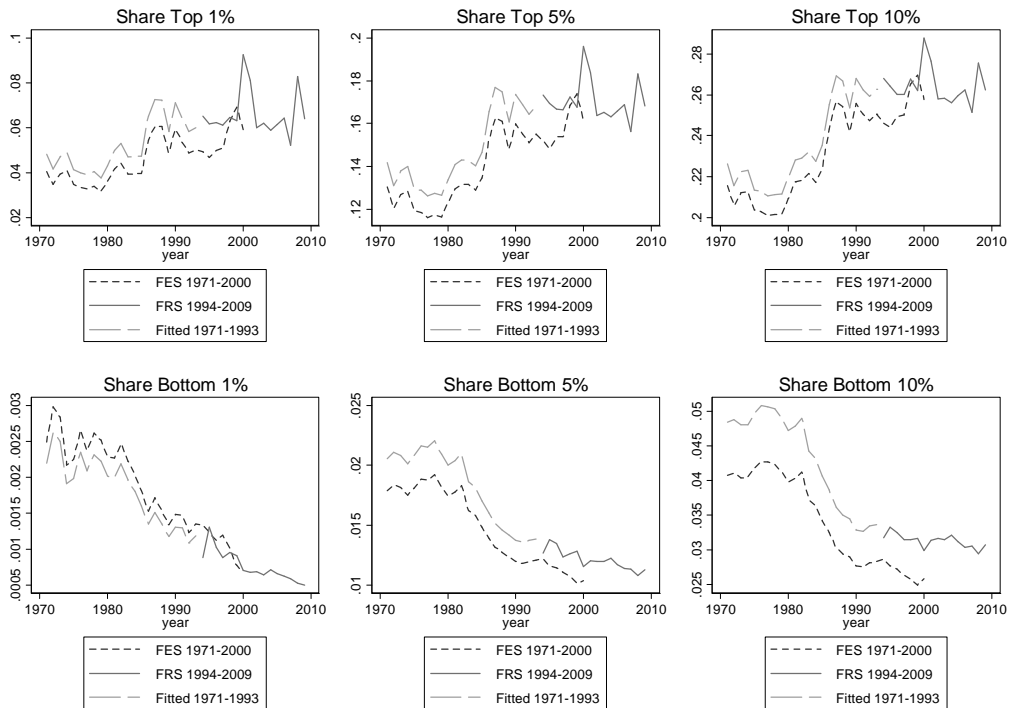 Share Top 1%
.02 .04 .06 .08 .1
1970 1980 1990 2000 2010
year
FES 1971-2000
FRS 1994-2009
Fitted 1971-1993
Share Top 5%
.12 .14 .16 .18 .2
1970 1980 1990 2000 2010
year
FES 1971-2000
FRS 1994-2009
Fitted 1971-1993
Share Top 10%
.2 .22 .24 .26 .28
1970 1980 1990 2000 2010
year
FES 1971-2000
FRS 1994-2009
Fitted 1971-1993
Share Bottom 1%
.0005 .001 .0015 .002 .0025 .003
1970 1980 1990 2000 2010
year
FES 1971-2000
FRS 1994-2009
Fitted 1971-1993
Share Bottom 5%
.01 .015 .02 .025
1970 1980 1990 2000 2010
year
FES 1971-2000
FRS 1994-2009
Fitted 1971-1993
Share Bottom 10%
.025 .03 .035 .04 .045 .05
1970 1980 1990 2000 2010
year
FES 1971-2000
FRS 1994-2009
Fitted 1971-1993